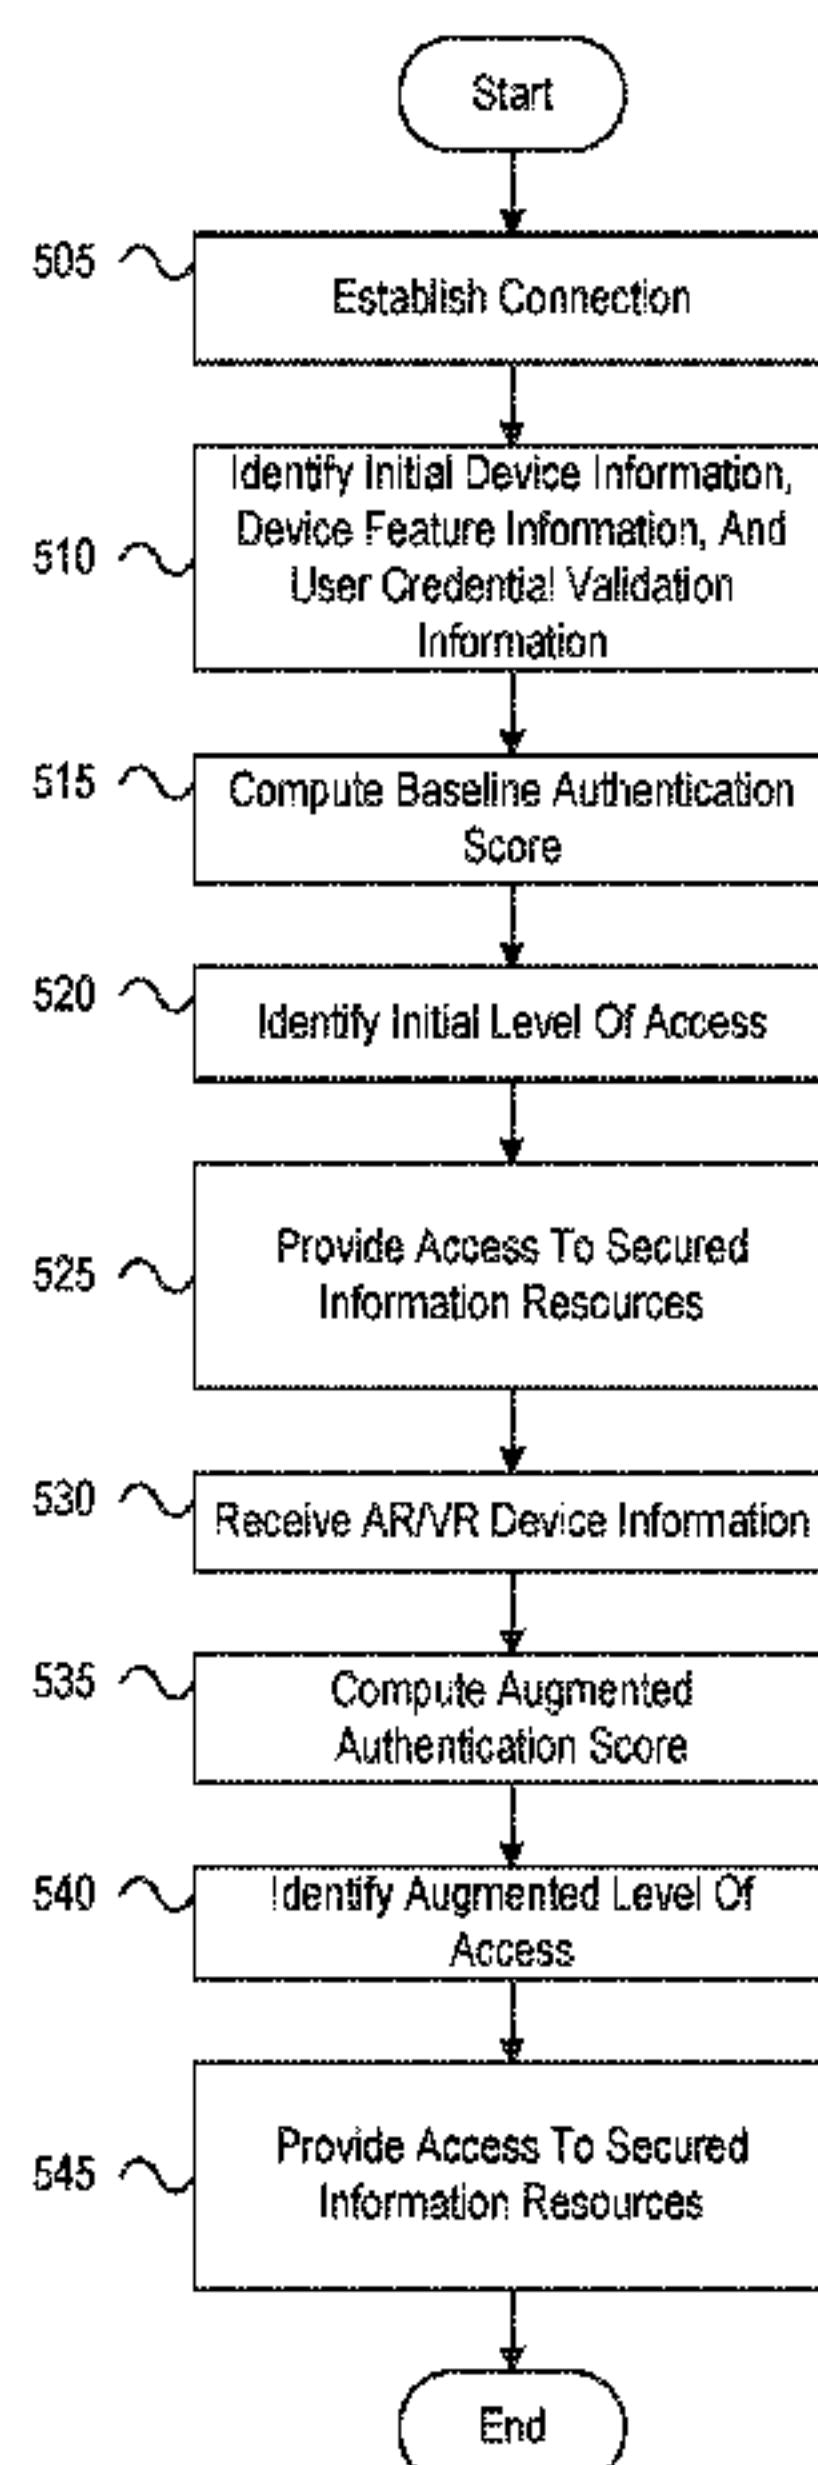 Start
505
Establish Connection
510
Identify Initial Device Information,
Device Feature Information, And
User Credential Validation
Information
515
Compute Baseline Authentication
Score
520
Identify Initial Level Of Access
525
Provide Access To Secured
Information Resources
530
Receive AR/VR Device Information
535
Compute Augmented
Authentication Score
540
Identify Augmented Level Of
Access
545
Provide Access To Secured
Information Resources
End